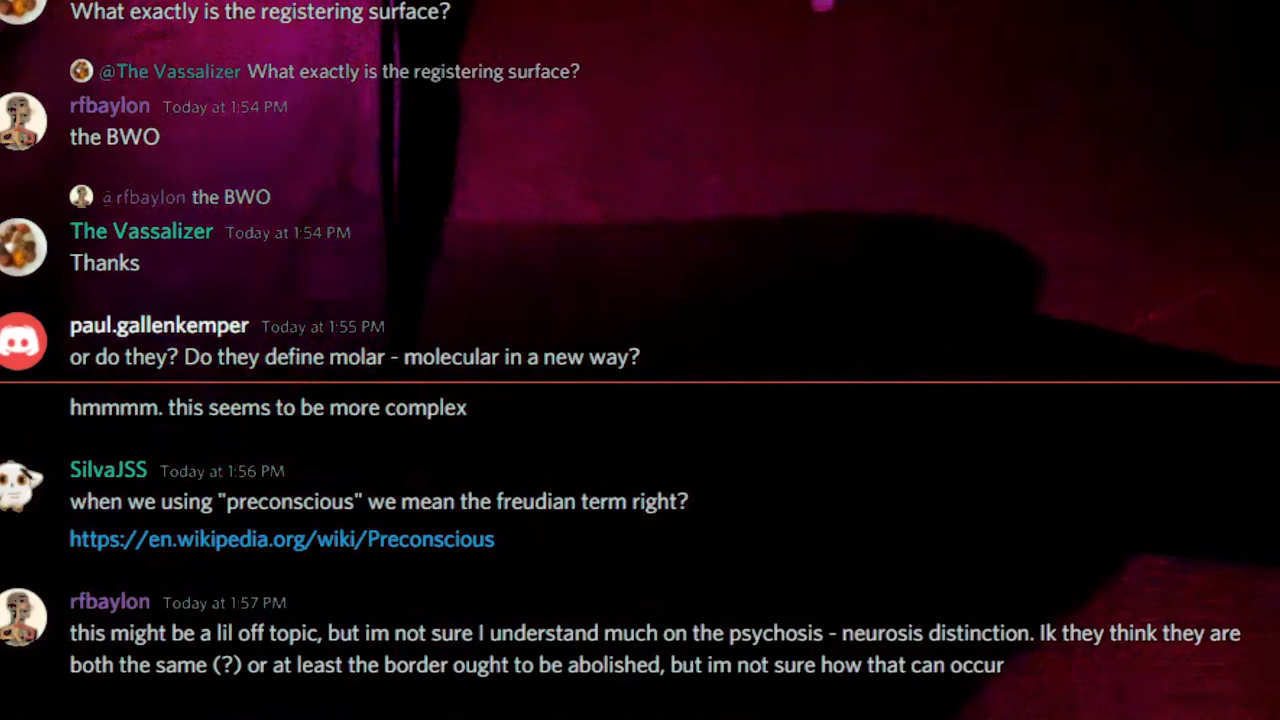 What exactly is the registering surface?
@The Vassalizer What exactly is the registering surface?
rfbaylon Today at 1:54 PM
the BWO
@rfbaylon the BWO
The Vassalizer Today at 1:54 PM
Thanks
paul.gallenkemper Today at 1:55 PM
or do they? Do they define molar - molecular in a new way?
hmmmm. this seems to be more complex
SilvaJSS Today at 1:56 PM
when we using "preconscious" we mean the freudian term right?
https://en.wikipedia.org/wiki/Preconscious
rfbaylon Today at 1:57 PM
this might be a lil off topic, but im not sure I understand much on the psychosis - neurosis distinction. Ik they think they are
both the same (?) or at least the border ought to be abolished, but im not sure how that can occur